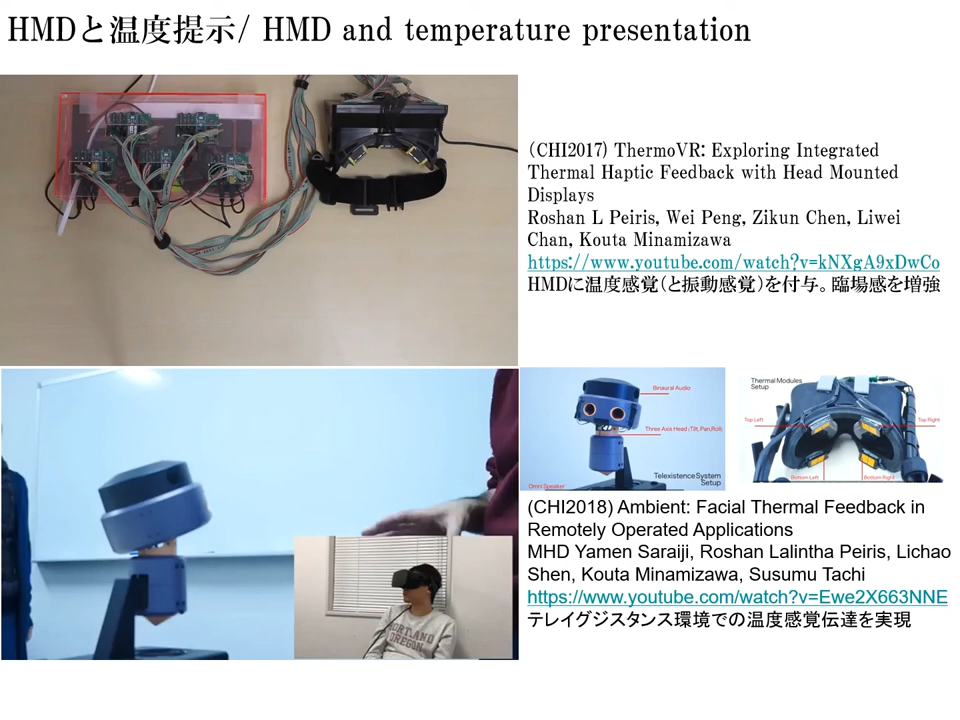 HMDと温度提示/ HMD and temperature presentation
(CHI2017) ThermoVR: Exploring Integrated
Thermal Haptic Feedback with Head Mounted
Displays
Roshan L Peiris, Wei Peng, Zikun Chen, Liwei
Chan, Kouta Minamizawa
https://www.youtube.com/watch?v=kNXgA9xDwCo
HMDに温度感覚(と振動感覚)を付与。臨場感を増強
Binaural Audio
Three Axis Head (Tilt, Pan, Roll)
Telexistence System
Setup
Omni Speaker
Thermal Modules
Setup
Top Left
Top Right
Bottom Left
Bottom Right
(CHI2018) Ambient: Facial Thermal Feedback in
Remotely Operated Applications
MHD Yamen Saraiji, Roshan Lalintha Peiris, Lichao
Shen, Kouta Minamizawa, Susumu Tachi
https://www.youtube.com/watch?v=Ewe2X663NNE
テレイグジスタンス環境での温度感覚伝達を実現
PORTLAND
OREGON